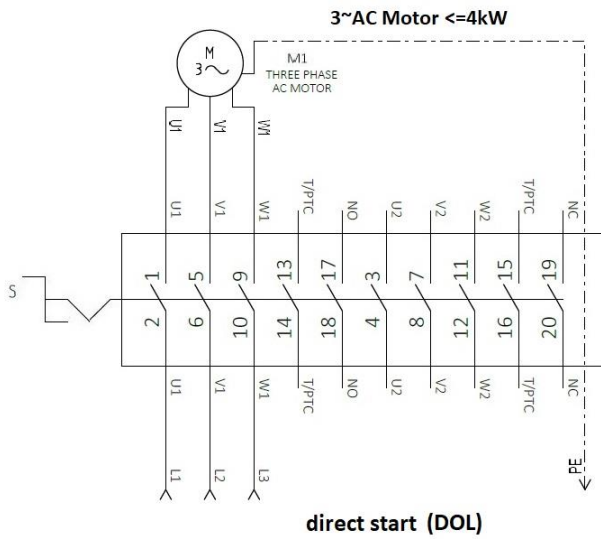 3~AC Motor <=4kW
M
3~
M1
THREE PHASE
AC MOTOR
U1 V1 W1
U1 V1 W1 T/PTC NO U2 V2 W2 T/PTC NC
1 5 9 13 17 3 7 11 15 19
S
2 6 10 14 18 4 8 12 16 20
U1 V1 W1 T/PTC NO U2 V2 W2 T/PTC NC
L1 L2 L3 PE
direct start (DOL)